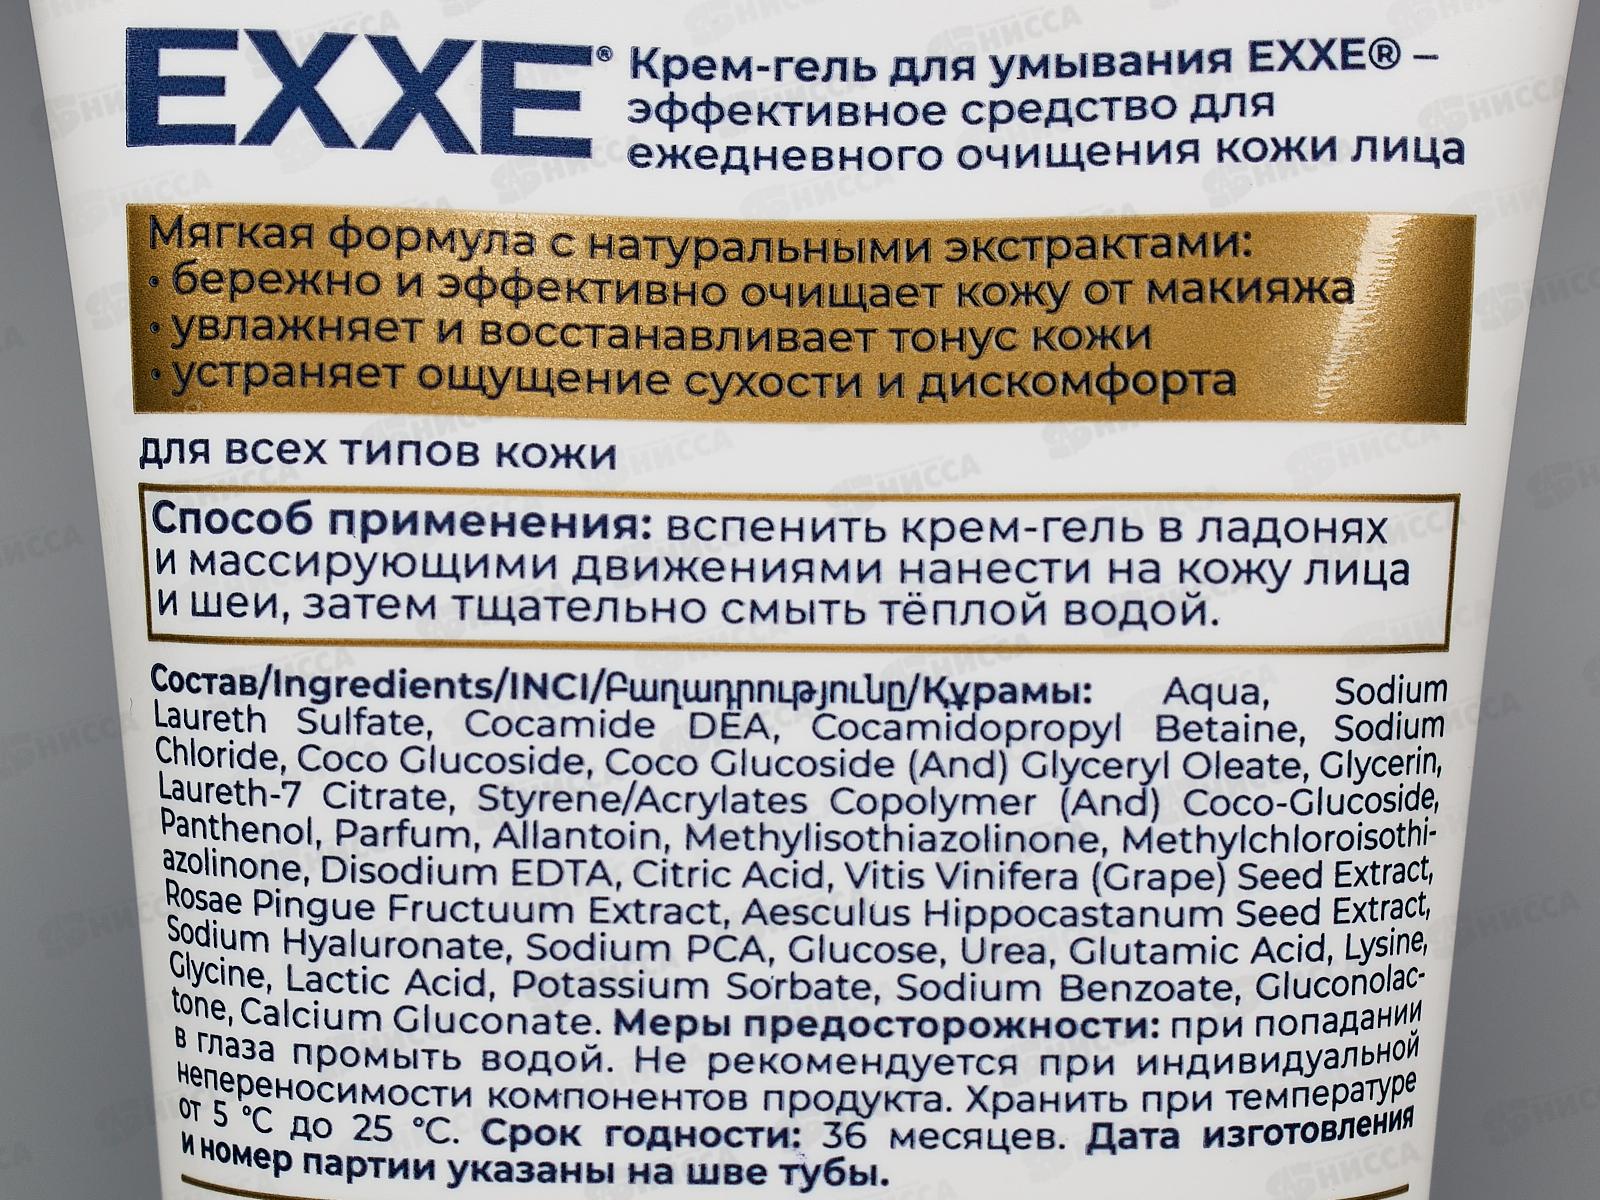 EXXE®
Крем-гель для умывания EXXE® –
эффективное средство для
ежедневного очищения кожи лица
Мягкая формула с натуральными экстрактами:
• бережно и эффективно очищает кожу от макияжа
• увлажняет и восстанавливает тонус кожи
• устраняет ощущение сухости и дискомфорта
для всех типов кожи
Способ применения: вспенить крем-гель в ладонях
и массирующими движениями нанести на кожу лица
и шеи, затем тщательно смыть тёплой водой.
Состав/Ingredients/INCI/Բաղադրությունը/Құрамы: Aqua, Sodium
Laureth Sulfate, Cocamide DEA, Cocamidopropyl Betaine, Sodium
Chloride, Coco Glucoside, Coco Glucoside (And) Glyceryl Oleate, Glycerin,
Laureth-7 Citrate, Styrene/Acrylates Copolymer (And) Coco-Glucoside,
Panthenol, Parfum, Allantoin, Methylisothiazolinone, Methylchloroisothi-
azolinone, Disodium EDTA, Citric Acid, Vitis Vinifera (Grape) Seed Extract,
Rosae Pingue Fructuum Extract, Aesculus Hippocastanum Seed Extract,
Sodium Hyaluronate, Sodium PCA, Glucose, Urea, Glutamic Acid, Lysine,
Glycine, Lactic Acid, Potassium Sorbate, Sodium Benzoate, Gluconolac-
tone, Calcium Gluconate. Меры предосторожности: при попадании
в глаза промыть водой. Не рекомендуется при индивидуальной
непереносимости компонентов продукта. Хранить при температуре
от 5 °C до 25 °C. Срок годности: 36 месяцев. Дата изготовления
и номер партии указаны на шве тубы.